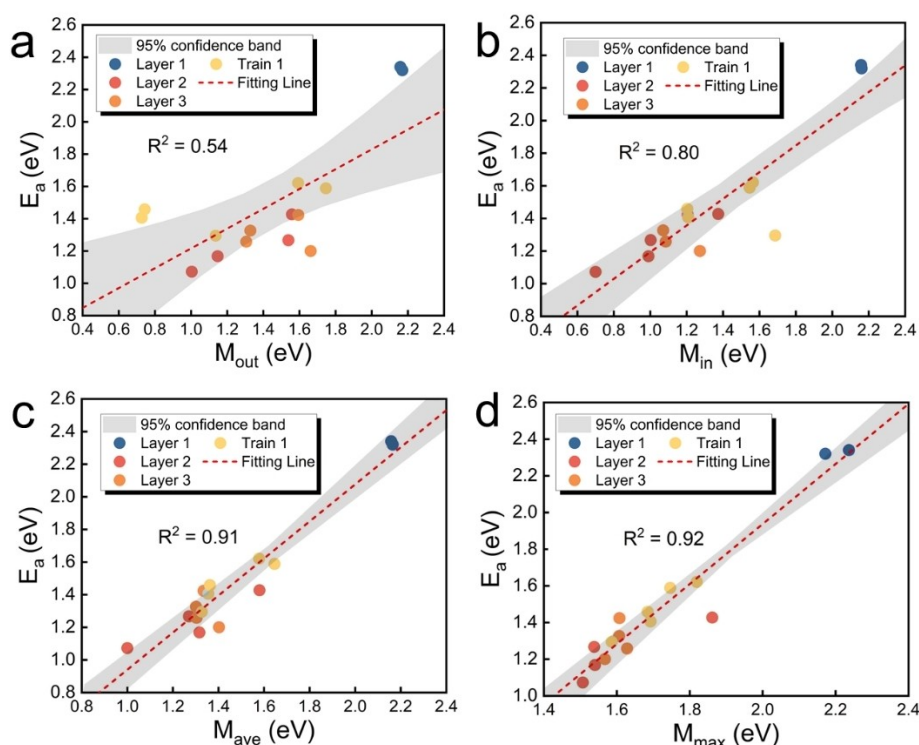 a
95% confidence band
Layer 1
Train 1
Layer 2
Fitting Line
Layer 3
R² = 0.54
2.6
2.4
2.2
2.0
1.8
1.6
1.4
1.2
1.0
0.8
Eₐ (eV)
0.4 0.6 0.8 1.0 1.2 1.4 1.6 1.8 2.0 2.2 2.4
M_out (eV)
b
95% confidence band
Layer 1
Train 1
Layer 2
Fitting Line
Layer 3
R² = 0.80
2.6
2.4
2.2
2.0
1.8
1.6
1.4
1.2
1.0
0.8
Eₐ (eV)
0.4 0.6 0.8 1.0 1.2 1.4 1.6 1.8 2.0 2.2 2.4
M_in (eV)
c
95% confidence band
Layer 1
Train 1
Layer 2
Fitting Line
Layer 3
R² = 0.91
2.6
2.4
2.2
2.0
1.8
1.6
1.4
1.2
1.0
0.8
Eₐ (eV)
0.8 1.0 1.2 1.4 1.6 1.8 2.0 2.2 2.4
M_ave (eV)
d
95% confidence band
Layer 1
Train 1
Layer 2
Fitting Line
Layer 3
R² = 0.92
2.6
2.4
2.2
2.0
1.8
1.6
1.4
1.2
1.0
Eₐ (eV)
1.4 1.6 1.8 2.0 2.2 2.4
M_max (eV)